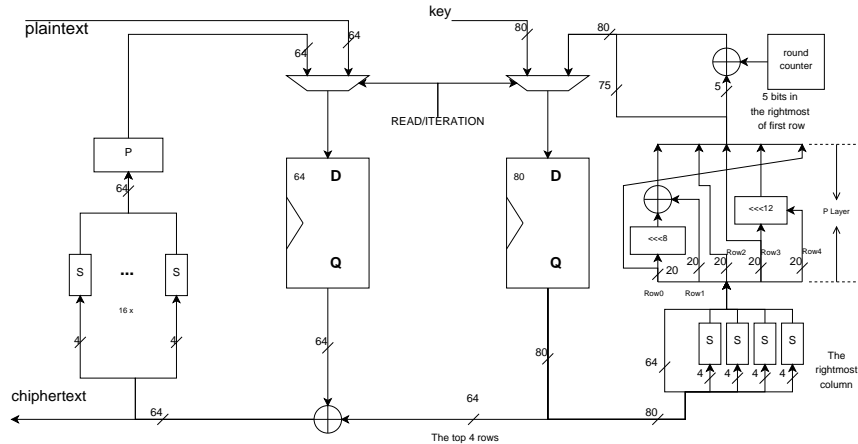 plaintext
64
64
key
80
80
round
counter
75
5
5 bits in
the rightmost
of first row
READ/ITERATION
P
64
64
D
Q
80
D
Q
P Layer
<<<8
<<<12
20
20
20
20
20
Row0
Row1
Row2
Row3
Row4
S
...
S
16 x
4
4
64
80
S
S
S
S
64
4
4
4
4
The
rightmost
column
chiphertext
64
64
80
The top 4 rows